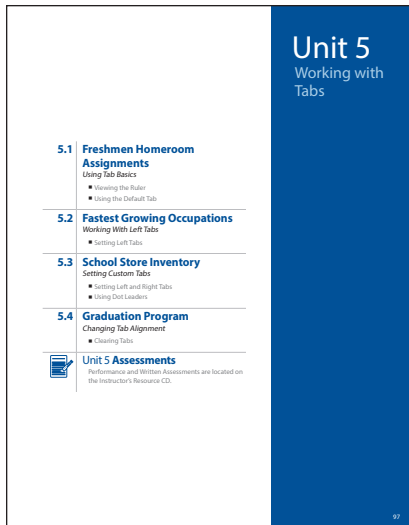 Unit 5
Working with
Tabs
5.1 Freshmen Homeroom
Assignments
Using Tab Basics
■ Viewing the Ruler
■ Using the Default Tab
5.2 Fastest Growing Occupations
Working With Left Tabs
■ Setting Left Tabs
5.3 School Store Inventory
Setting Custom Tabs
■ Setting Left and Right Tabs
■ Using Dot Leaders
5.4 Graduation Program
Changing Tab Alignment
■ Clearing Tabs
Unit 5 Assessments
Performance and Written Assessments are located on
the Instructor's Resource CD.
97